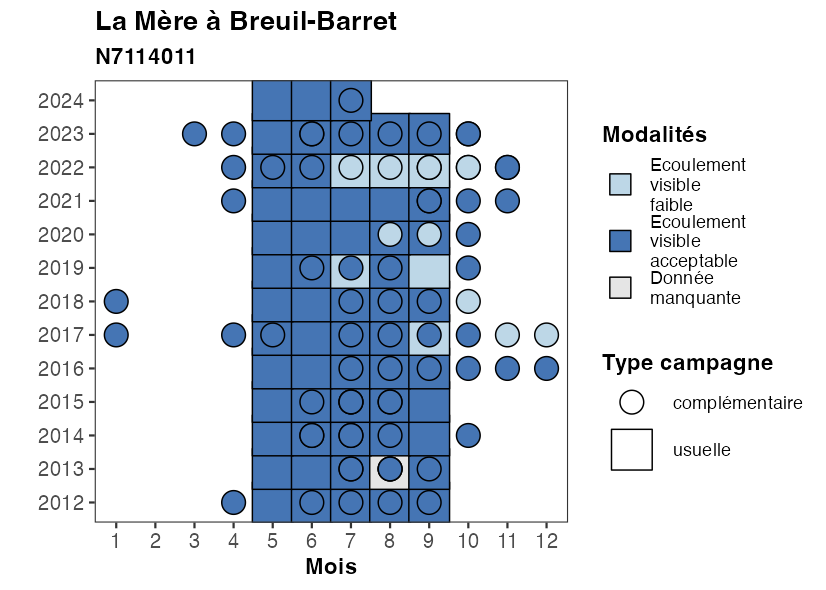 La Mère à Breuil-Barret
N7114011
2024
2023
2022
2021
2020
2019
2018
2017
2016
2015
2014
2013
2012
1 2 3 4 5 6 7 8 9 10 11 12
Mois
Modalités
Ecoulement
visible
faible
Ecoulement
visible
acceptable
Donnée
manquante
Type campagne
complémentaire
usuelle